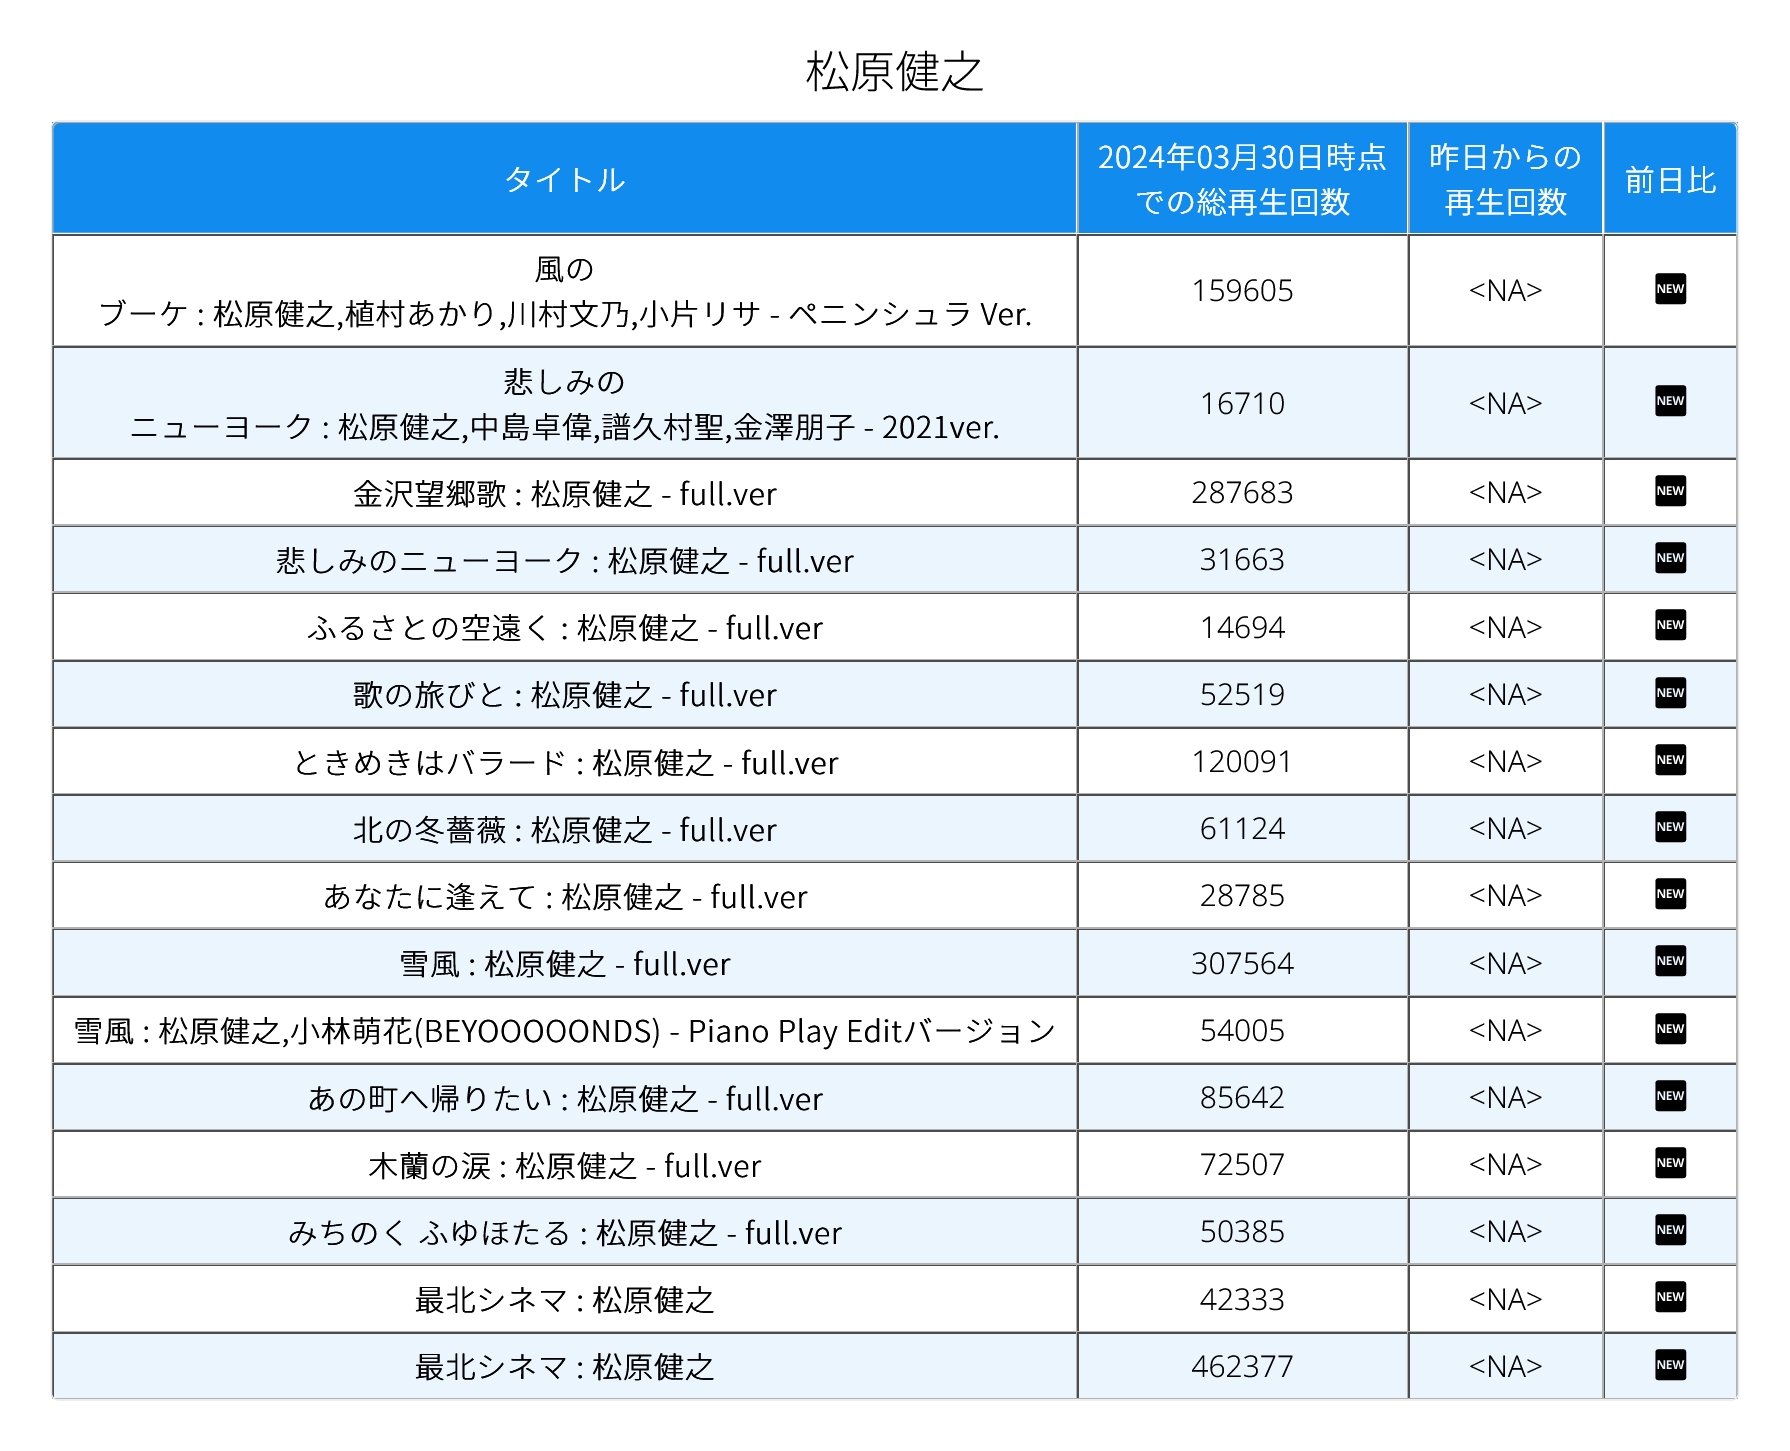 松原健之
タイトル
2024年03月30日時点
での総再生回数
昨日からの
再生回数
前日比
風の
ブーケ : 松原健之,植村あかり,川村文乃,小片リサ - ペニンシュラ Ver.
159605
<NA>
NEW
悲しみの
ニューヨーク : 松原健之,中島卓偉,譜久村聖,金澤朋子 - 2021ver.
16710
<NA>
NEW
金沢望郷歌 : 松原健之 - full.ver
287683
<NA>
NEW
悲しみのニューヨーク : 松原健之 - full.ver
31663
<NA>
NEW
ふるさとの空遠く : 松原健之 - full.ver
14694
<NA>
NEW
歌の旅びと : 松原健之 - full.ver
52519
<NA>
NEW
ときめきはバラード : 松原健之 - full.ver
120091
<NA>
NEW
北の冬薔薇 : 松原健之 - full.ver
61124
<NA>
NEW
あなたに逢えて : 松原健之 - full.ver
28785
<NA>
NEW
雪風 : 松原健之 - full.ver
307564
<NA>
NEW
雪風 : 松原健之,小林萌花(BEYOOOOONDS) - Piano Play Editバージョン
54005
<NA>
NEW
あの町へ帰りたい : 松原健之 - full.ver
85642
<NA>
NEW
木蘭の涙 : 松原健之 - full.ver
72507
<NA>
NEW
みちのく ふゆほたる : 松原健之 - full.ver
50385
<NA>
NEW
最北シネマ : 松原健之
42333
<NA>
NEW
最北シネマ : 松原健之
462377
<NA>
NEW